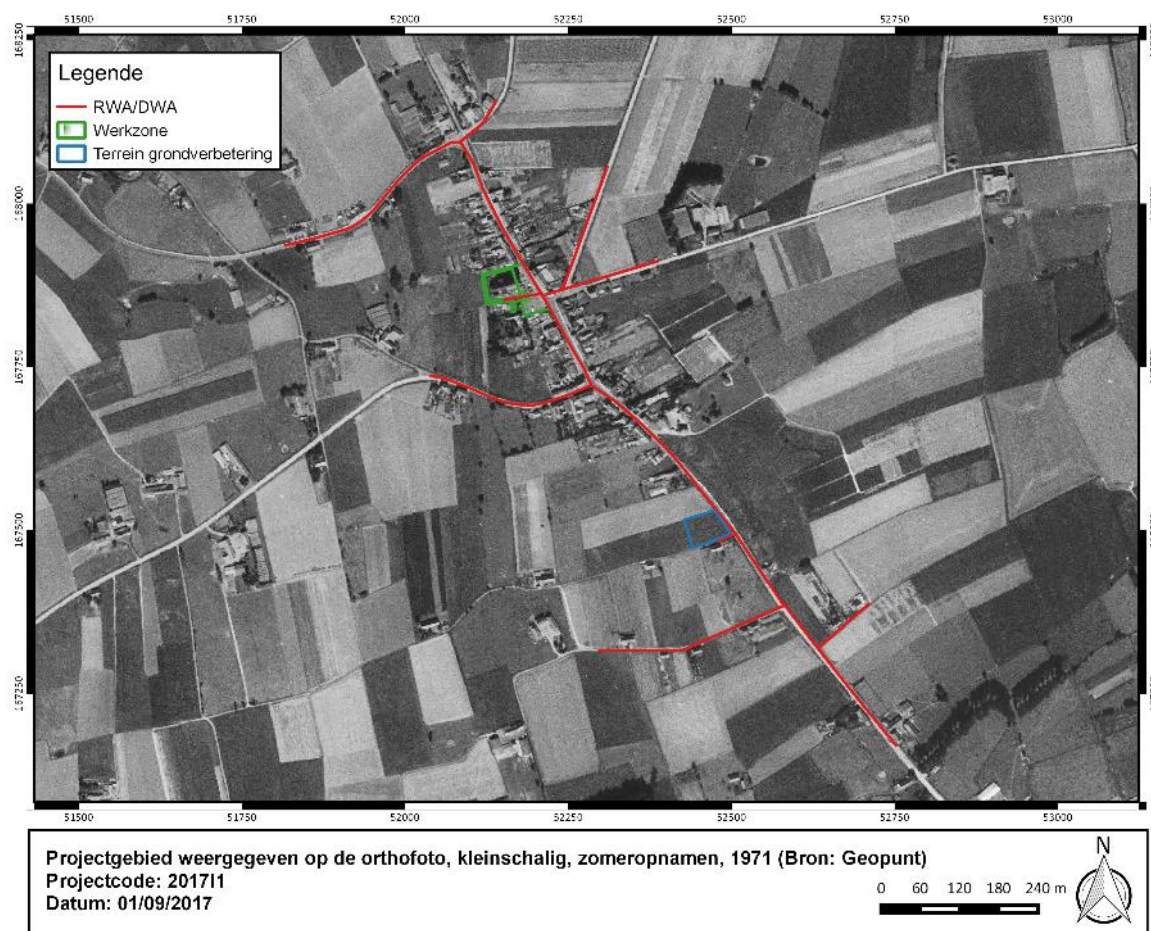 51500 51750 52000 52250 52500 52750 53000
168250
Legende
RWA/DWA
Werkzone
Terrein grondverbetering
168000
167750
167500
167250
51500 51750 52000 52250 52500 52750 53000
Projectgebied weergegeven op de orthofoto, kleinschalig, zomeropnamen, 1971 (Bron: Geopunt)
Projectcode: 2017I1
Datum: 01/09/2017
0 60 120 180 240 m
N